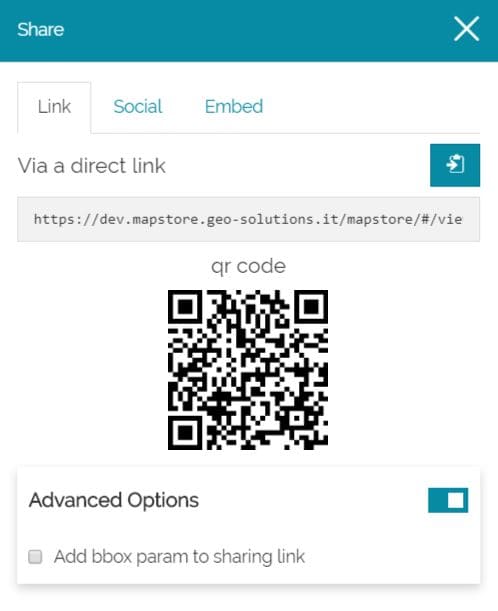 Share
Link Social Embed
Via a direct link
https://dev.mapstore.geo-solutions.it/mapstore/#/vie
qr code
Advanced Options
Add bbox param to sharing link